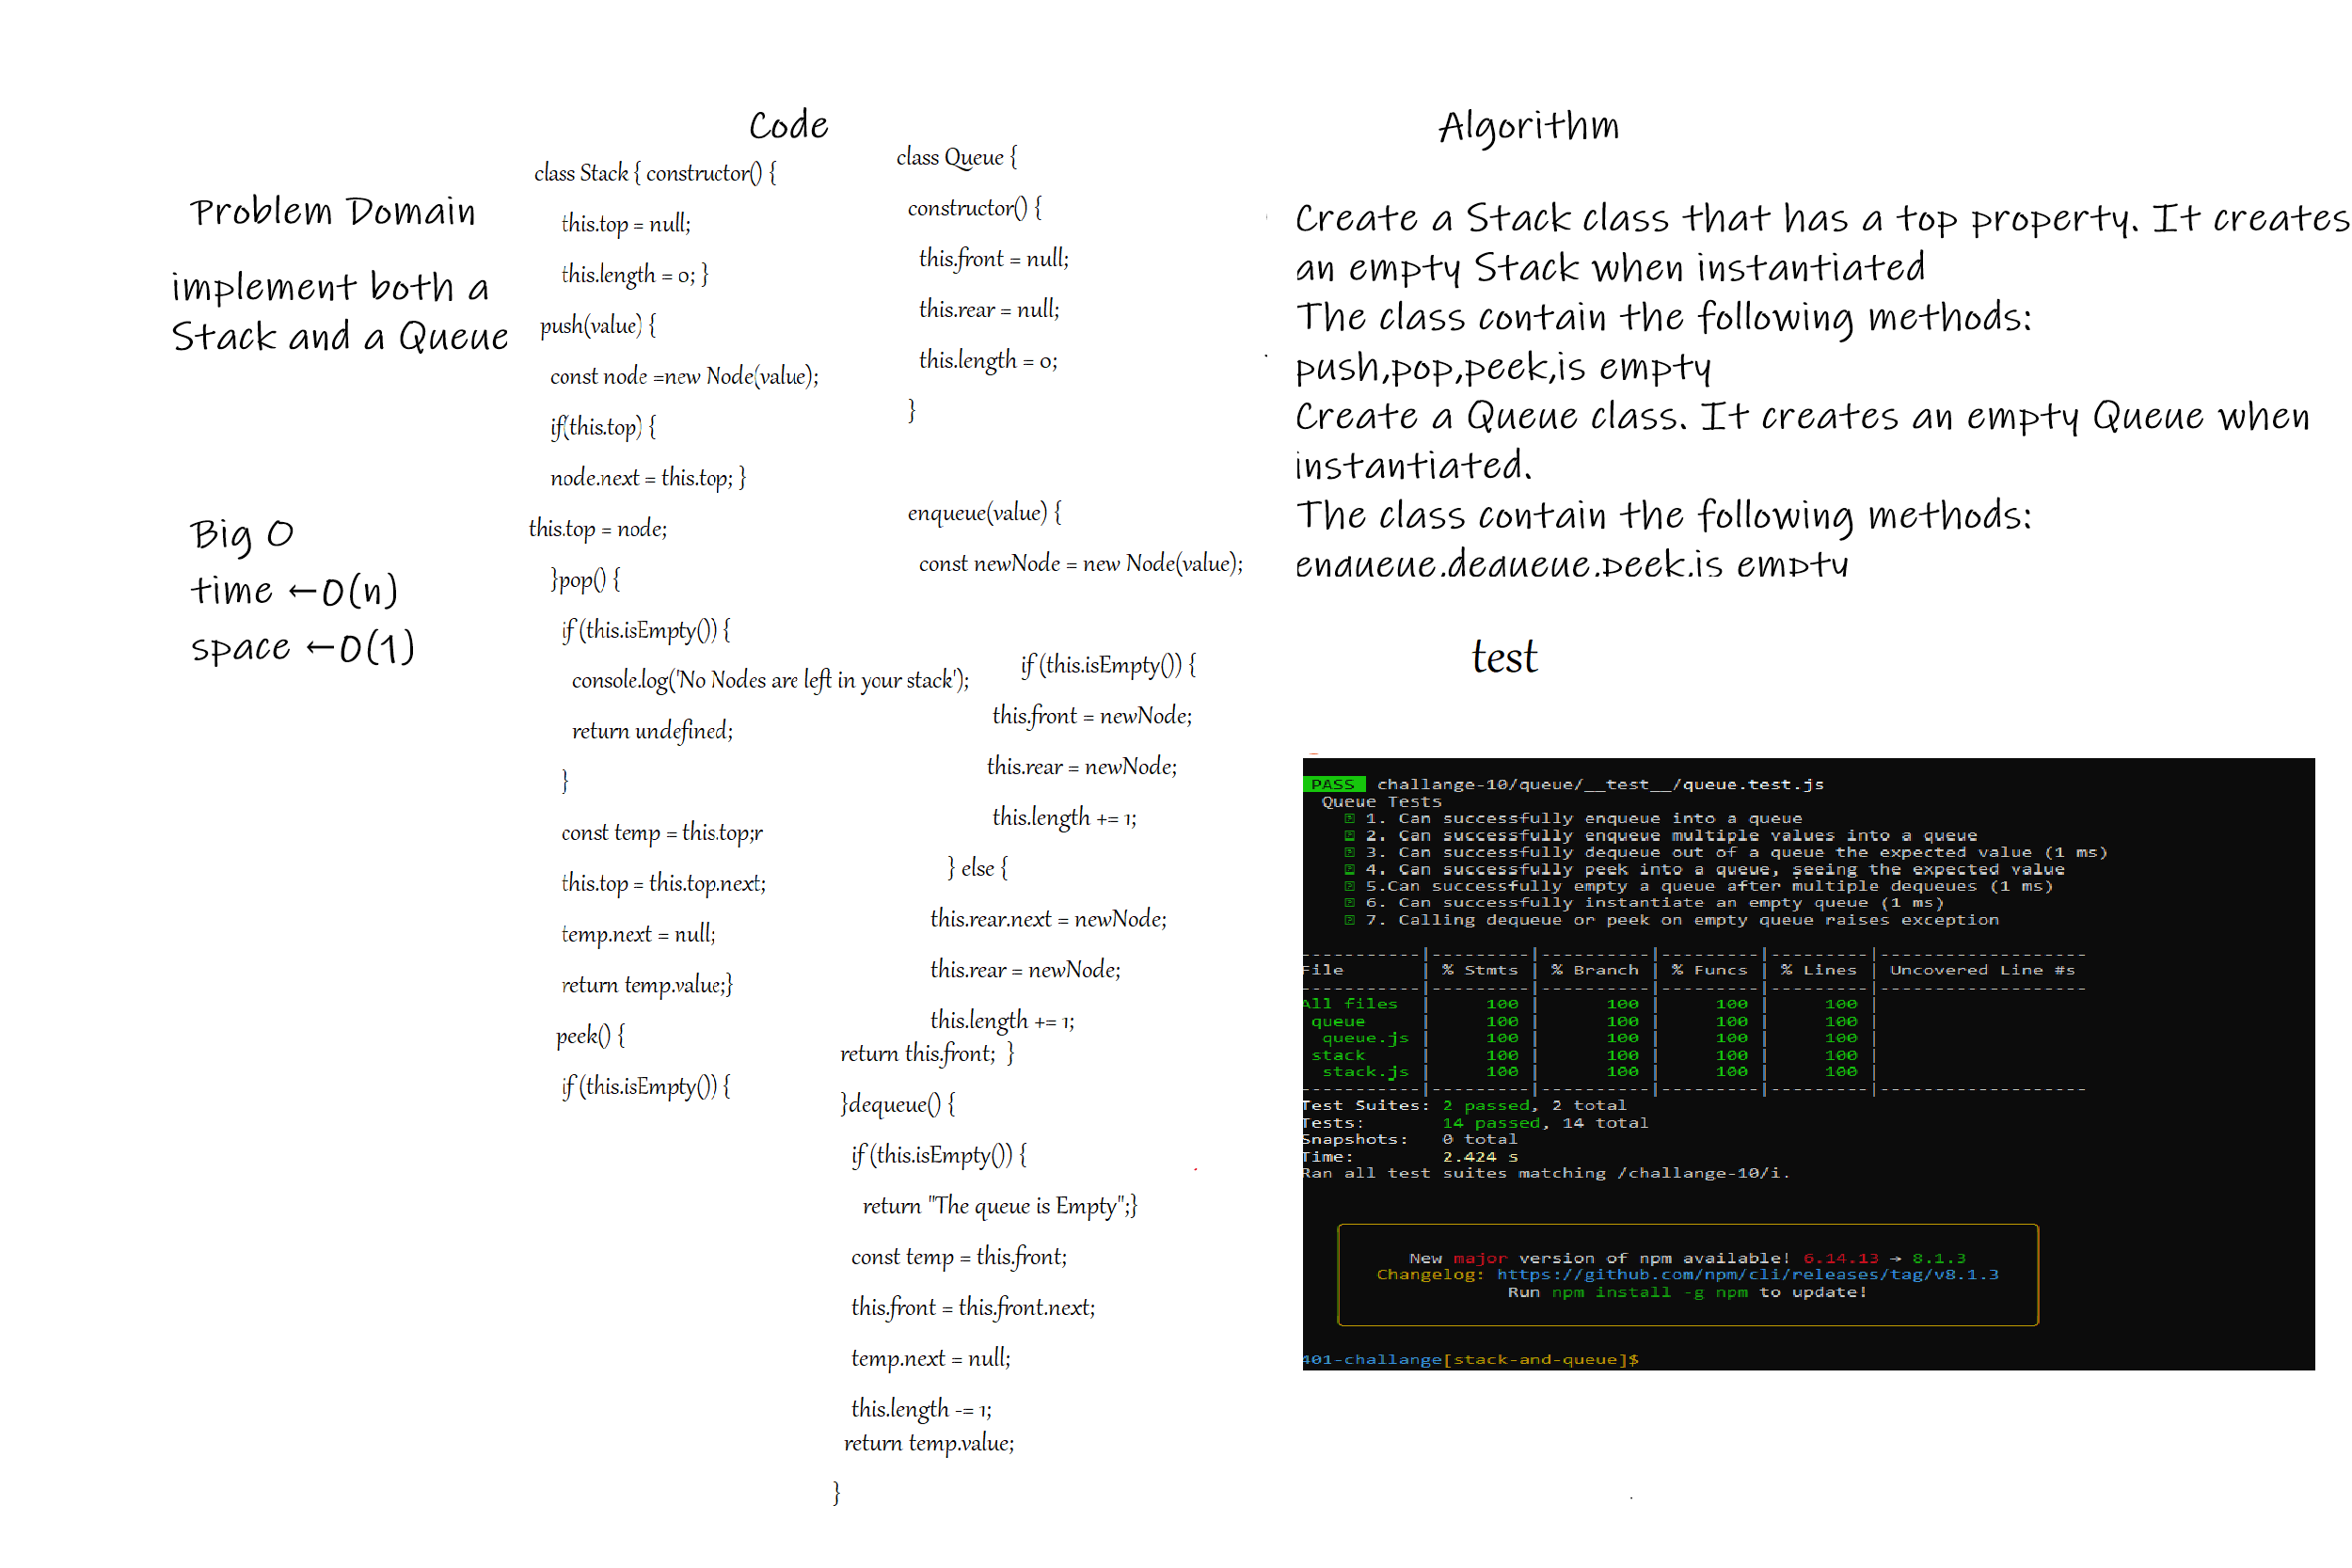 Problem Domain
implement both a
Stack and a Queue
Big O
time ←O(n)
space ←O(1)
Code
class Stack { constructor() {
this.top = null;
this.length = 0; }
push(value) {
const node =new Node(value);
if(this.top) {
node.next = this.top; }
this.top = node;
}pop() {
if (this.isEmpty()) {
console.log('No Nodes are left in your stack');
return undefined;
}
const temp = this.top;r
this.top = this.top.next;
temp.next = null;
return temp.value;}
peek() {
if (this.isEmpty()) {
class Queue {
constructor() {
this.front = null;
this.rear = null;
this.length = 0;
}
enqueue(value) {
const newNode = new Node(value);
if (this.isEmpty()) {
this.front = newNode;
this.rear = newNode;
this.length += 1;
} else {
this.rear.next = newNode;
this.rear = newNode;
this.length += 1;
return this.front; }
}dequeue() {
if (this.isEmpty()) {
return "The queue is Empty";}
const temp = this.front;
this.front = this.front.next;
temp.next = null;
this.length -= 1;
return temp.value;
}
Algorithm
Create a Stack class that has a top property. It creates
an empty Stack when instantiated
The class contain the following methods:
push,pop,peek,is empty
Create a Queue class. It creates an empty Queue when
instantiated.
The class contain the following methods:
enqueue,dequeue,peek,is empty
test
PASS challange-10/queue/__test__/queue.test.js
Queue Tests
1. Can successfully enqueue into a queue
2. Can successfully enqueue multiple values into a queue
3. Can successfully dequeue out of a queue the expected value (1 ms)
4. Can successfully peek into a queue, seeing the expected value
5.Can successfully empty a queue after multiple dequeues (1 ms)
6. Can successfully instantiate an empty queue (1 ms)
7. Calling dequeue or peek on empty queue raises exception
-----------|---------|----------|---------|---------|-------------------
File | % Stmts | % Branch | % Funcs | % Lines | Uncovered Line #s
-----------|---------|----------|---------|---------|-------------------
All files | 100 | 100 | 100 | 100 |
queue | 100 | 100 | 100 | 100 |
queue.js | 100 | 100 | 100 | 100 |
stack | 100 | 100 | 100 | 100 |
stack.js | 100 | 100 | 100 | 100 |
-----------|---------|----------|---------|---------|-------------------
Test Suites: 2 passed, 2 total
Tests: 14 passed, 14 total
Snapshots: 0 total
Time: 2.424 s
Ran all test suites matching /challange-10/i.
New major version of npm available! 6.14.13 → 8.1.3
Changelog: https://github.com/npm/cli/releases/tag/v8.1.3
Run npm install -g npm to update!
401-challange[stack-and-queue]$